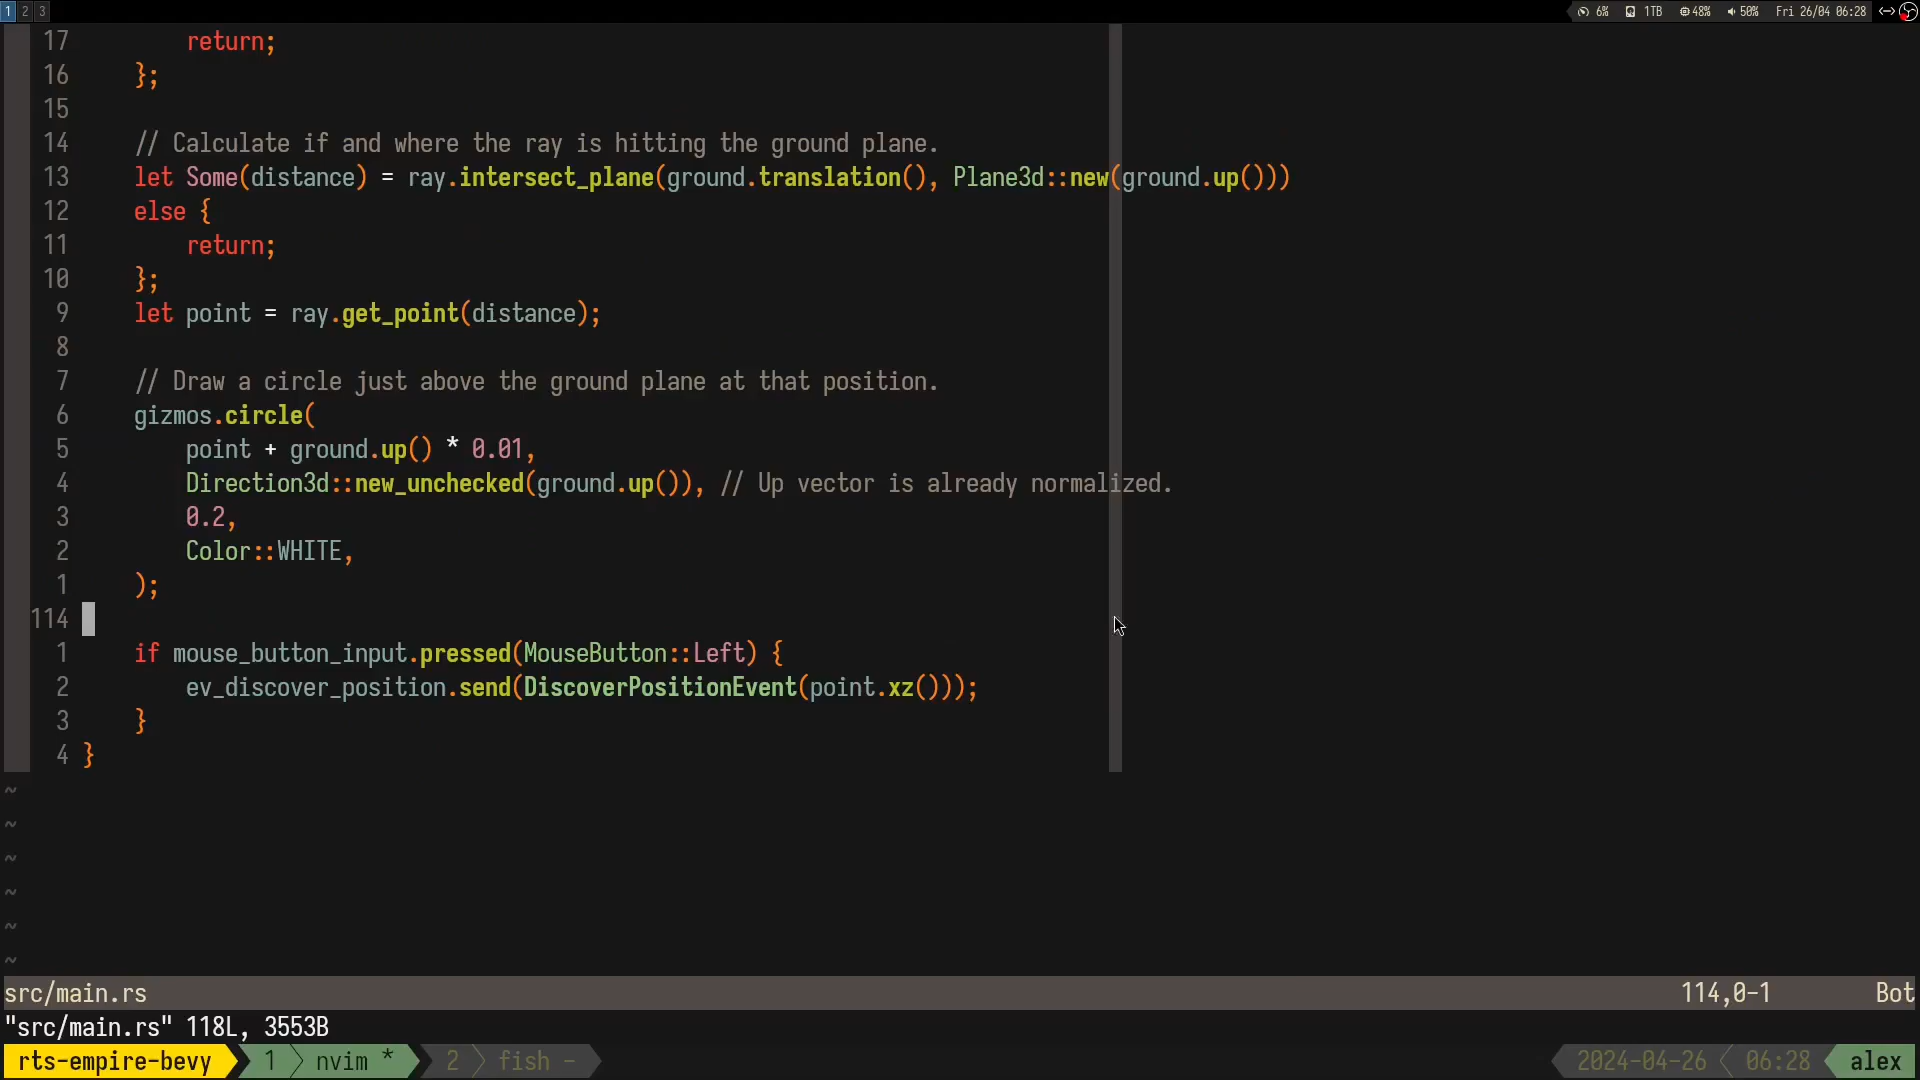 1 2 3 6% 1TB 48% 50% Fri 26/04 06:28
17 return;
16 };
15
14 // Calculate if and where the ray is hitting the ground plane.
13 let Some(distance) = ray.intersect_plane(ground.translation(), Plane3d::new(ground.up()))
12 else {
11 return;
10 };
9 let point = ray.get_point(distance);
8
7 // Draw a circle just above the ground plane at that position.
6 gizmos.circle(
5 point + ground.up() * 0.01,
4 Direction3d::new_unchecked(ground.up()), // Up vector is already normalized.
3 0.2,
2 Color::WHITE,
1 );
114
1 if mouse_button_input.pressed(MouseButton::Left) {
2 ev_discover_position.send(DiscoverPositionEvent(point.xz()));
3 }
4 }
~
~
~
~
~
~
src/main.rs 114,0-1 Bot
"src/main.rs" 118L, 3553B
rts-empire-bevy 1 nvim * 2 fish - 2024-04-26 06:28 alex